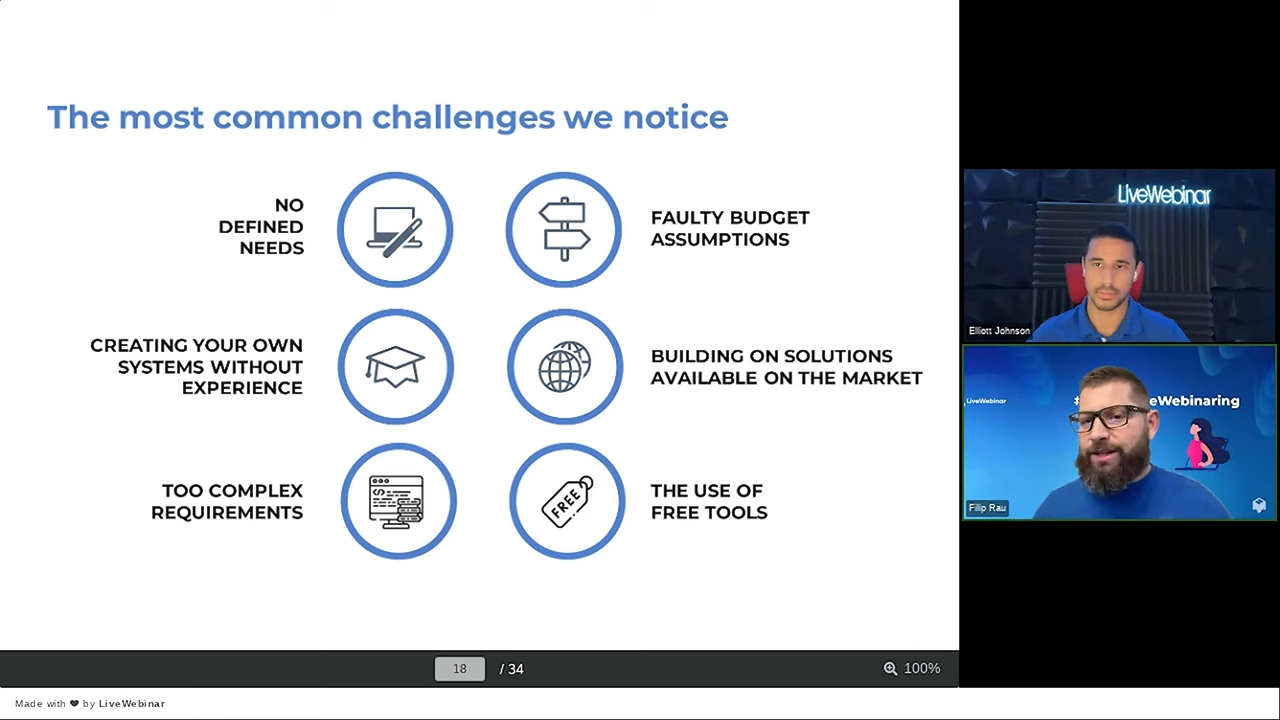 The most common challenges we notice
NO
DEFINED
NEEDS
FAULTY BUDGET
ASSUMPTIONS
CREATING YOUR OWN
SYSTEMS WITHOUT
EXPERIENCE
BUILDING ON SOLUTIONS
AVAILABLE ON THE MARKET
TOO COMPLEX
REQUIREMENTS
FREE
THE USE OF
FREE TOOLS
LiveWebinar
Elliott Johnson
LiveWebinar
eWebinaring
Filip Rau
18 / 34
100%
Made with ❤ by LiveWebinar